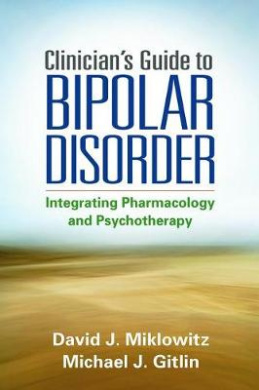 Clinician's Guide to
BIPOLAR
DISORDER
Integrating Pharmacology
and Psychotherapy
David J. Miklowitz
Michael J. Gitlin